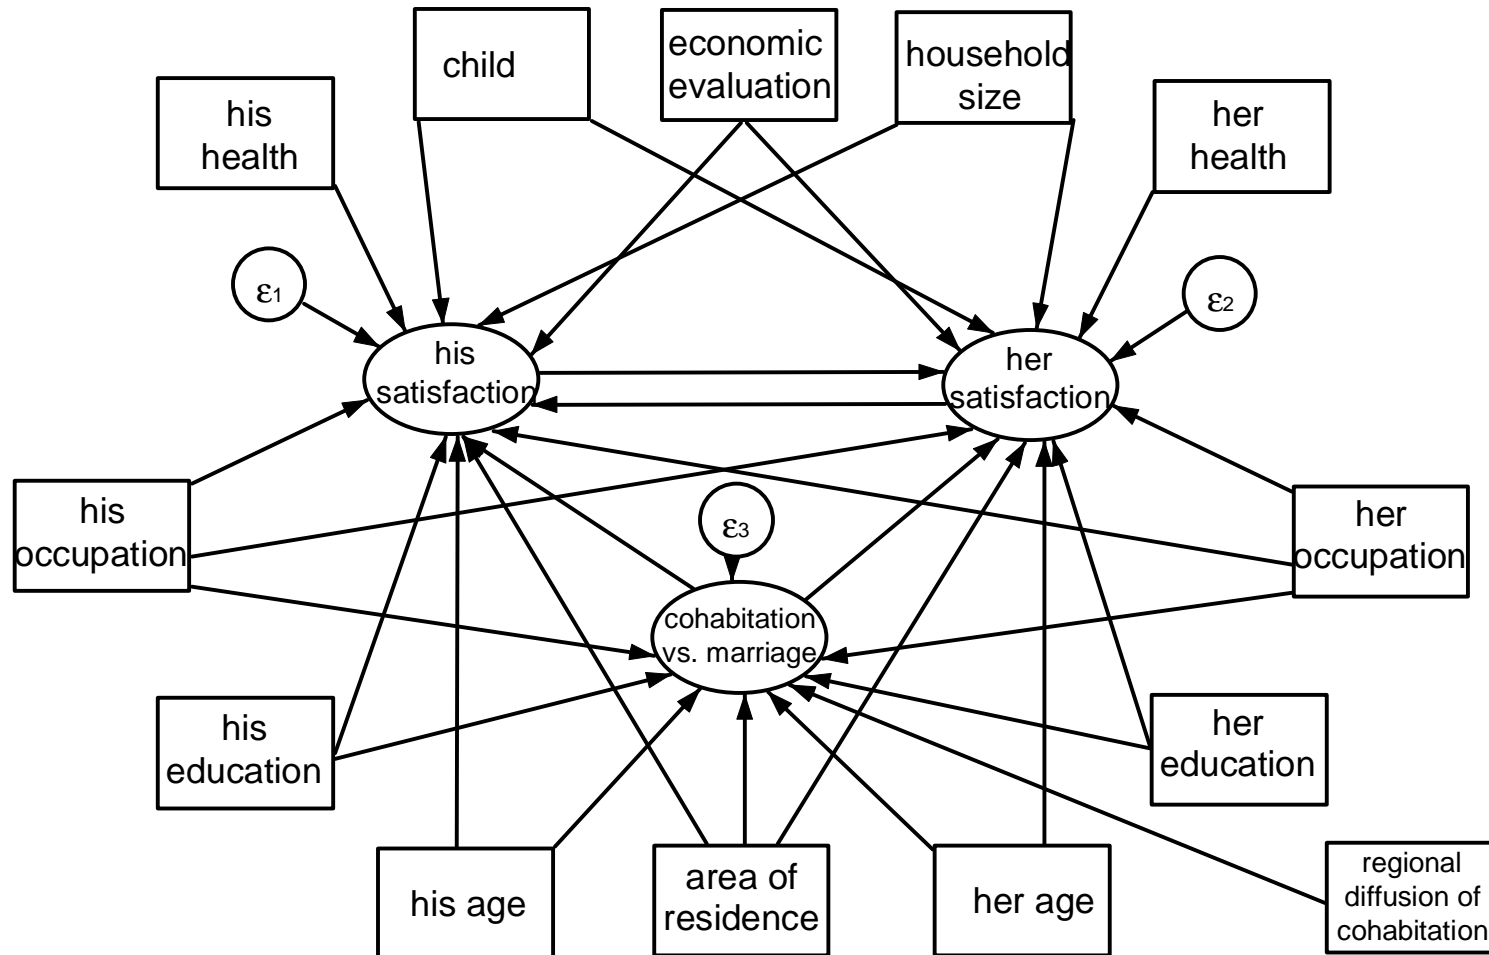 child
economic
evaluation
household
size
his
health
her
health
ε1
ε2
his
satisfaction
her
satisfaction
his
occupation
ε3
her
occupation
cohabitation
vs. marriage
his
education
her
education
his age
area of
residence
her age
regional
diffusion of
cohabitation